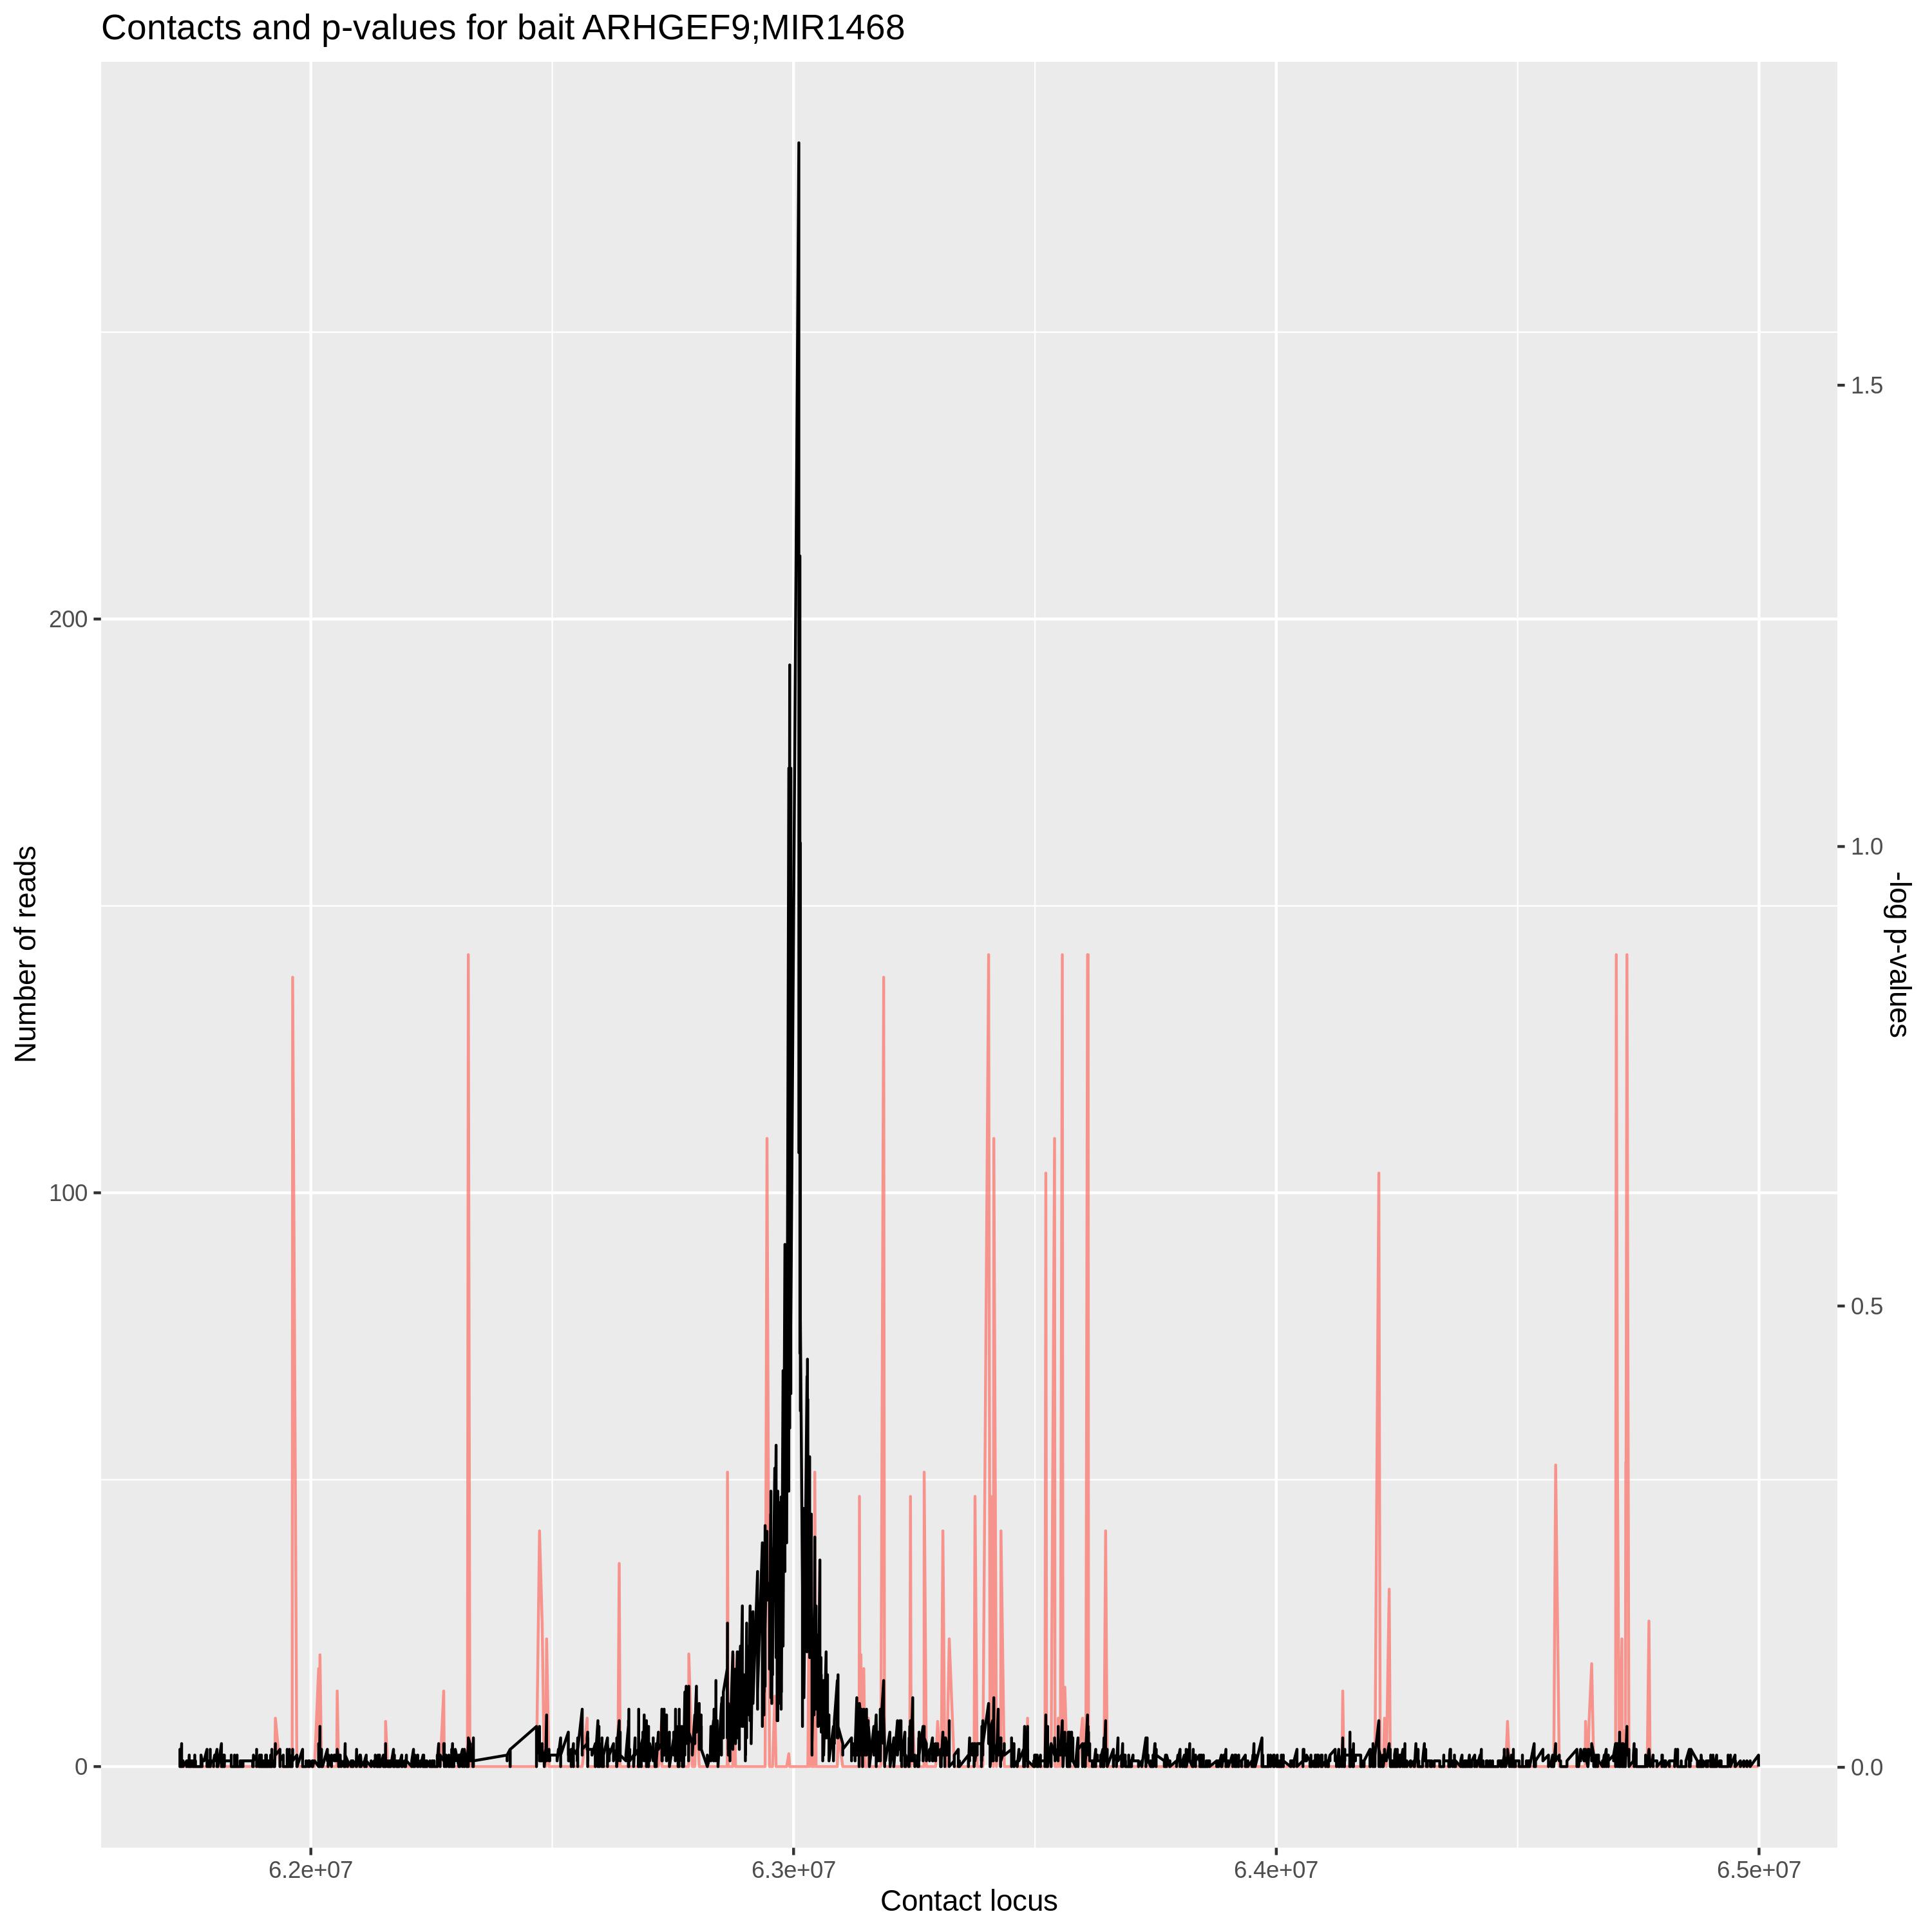 Contacts and p-values for bait ARHGEF9;MIR1468
Number of reads
200
100
0
1.5
1.0
0.5
0.0
-log p-values
6.2e+07 6.3e+07 6.4e+07 6.5e+07
Contact locus